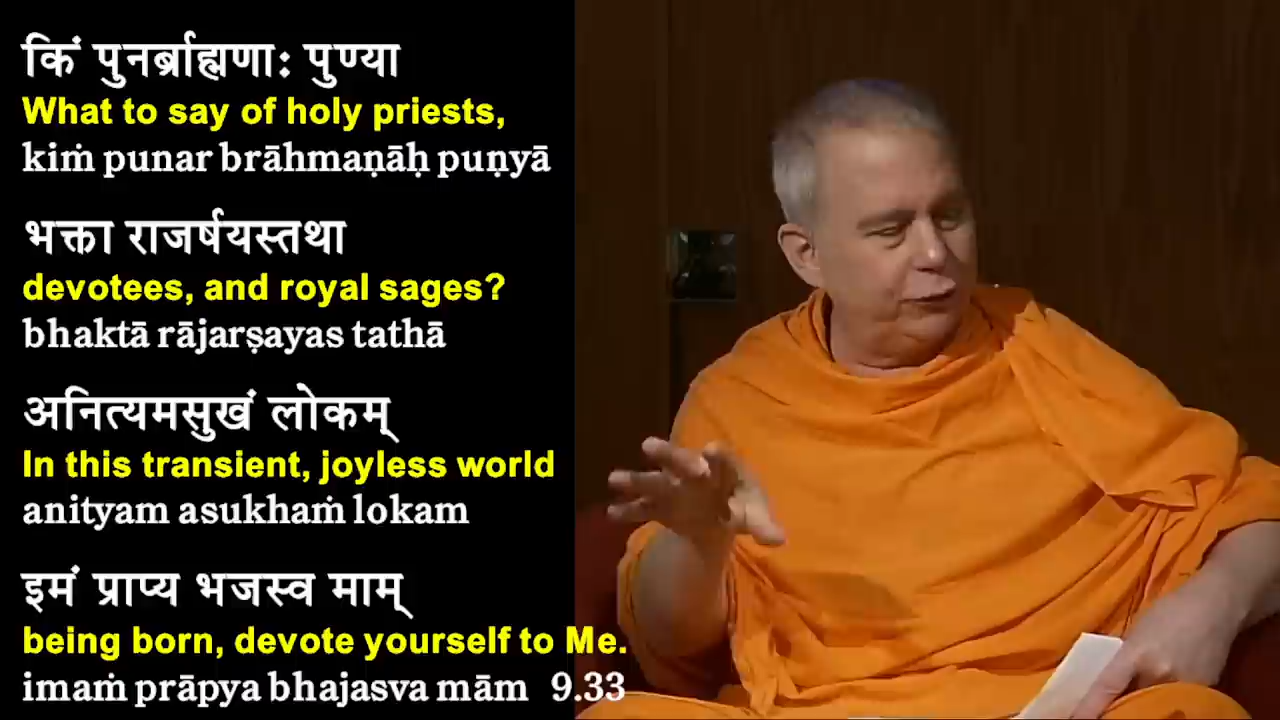 किं पुनर्ब्राह्मणाः पुण्या
What to say of holy priests,
kiṁ punar brāhmaṇāḥ puṇyā
भक्ता राजर्षयस्तथा
devotees, and royal sages?
bhaktā rājarṣayas tathā
अनित्यमसुखं लोकम्
In this transient, joyless world
anityam asukhaṁ lokam
इमं प्राप्य भजस्व माम्
being born, devote yourself to Me.
imaṁ prāpya bhajasva mām 9.33